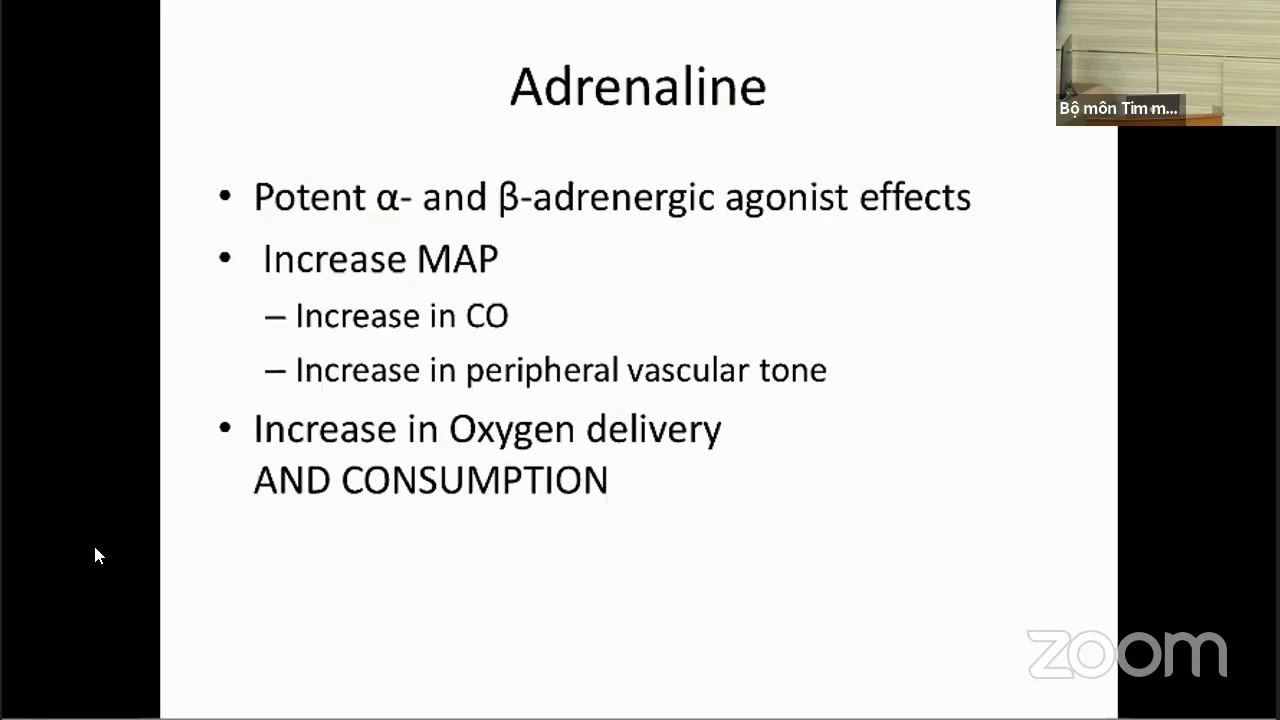 Adrenaline
Bộ môn Tim m...
• Potent α- and β-adrenergic agonist effects
• Increase MAP
– Increase in CO
– Increase in peripheral vascular tone
• Increase in Oxygen delivery
AND CONSUMPTION
zoom